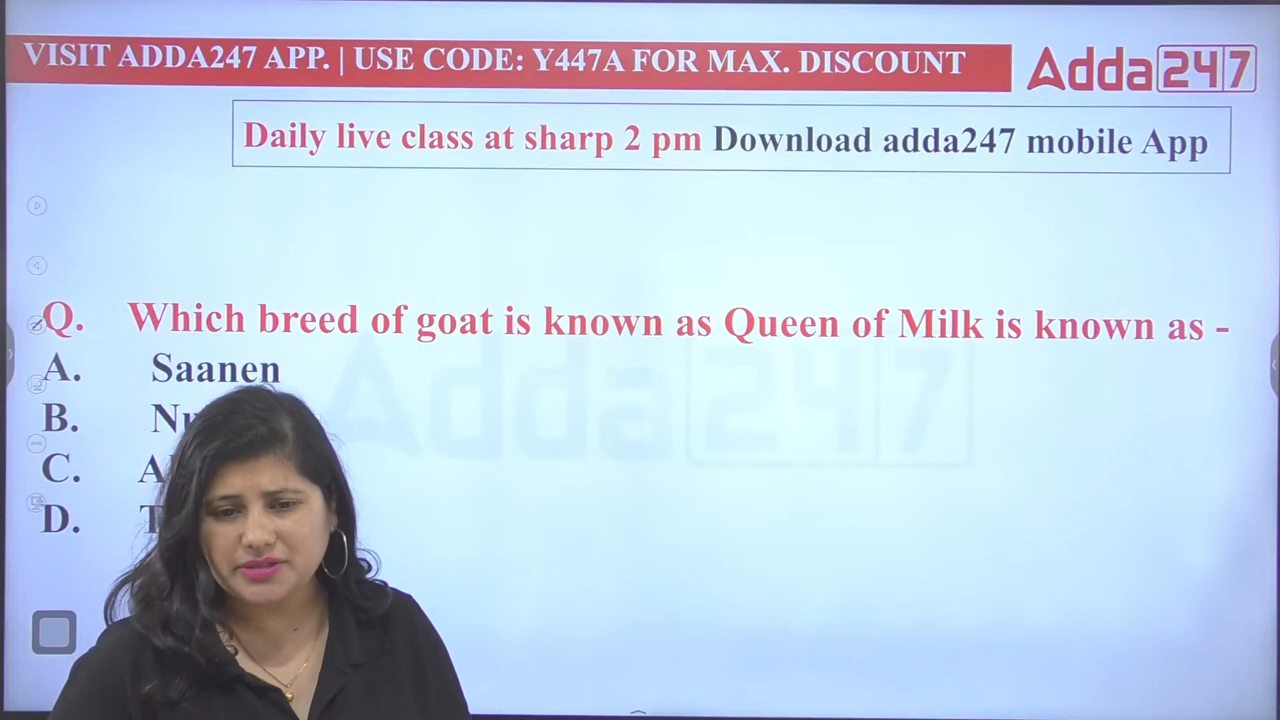 VISIT ADDA247 APP. | USE CODE: Y447A FOR MAX. DISCOUNT
Adda247
Daily live class at sharp 2 pm Download adda247 mobile App
Q. Which breed of goat is known as Queen of Milk is known as -
A. Saanen
B.
C.
D.
Adda247